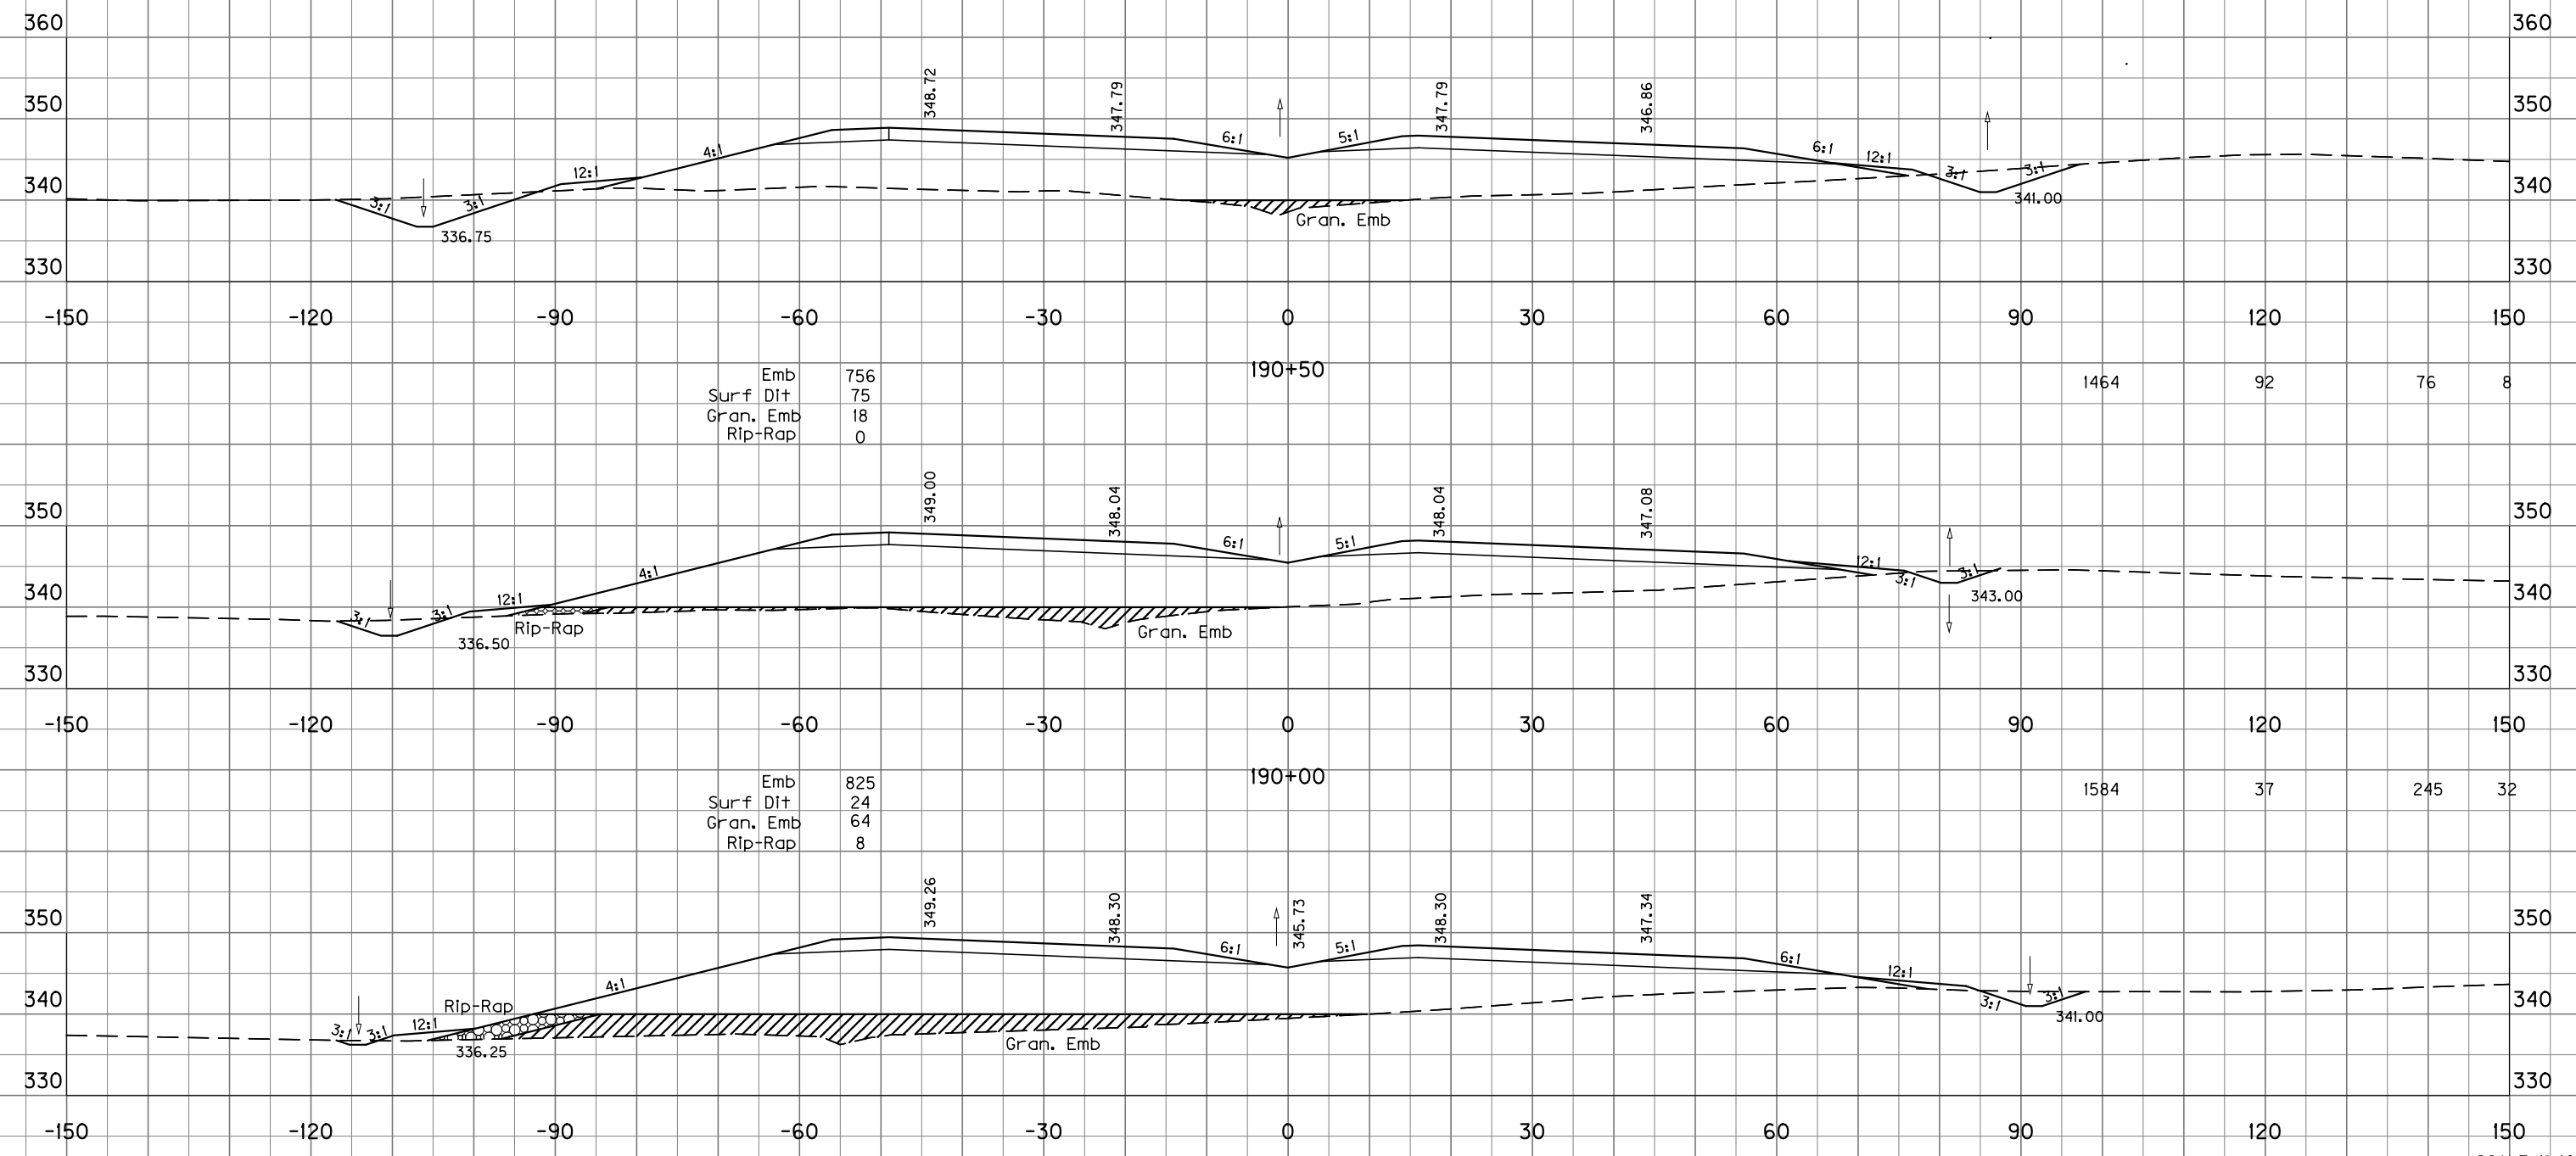 360 360
348.72 347.79 347.79 346.86
350 350
4:1 12:1 6:1 5:1 6:1 12:1
340 3:1 3:1 3:1 3:1 340
336.75 Gran. Emb 341.00
330 330
-150 -120 -90 -60 -30 0 30 60 90 120 150
190+50
Emb 756 1464 92 76 8
Surf Dit 75
Gran. Emb 18
Rip-Rap 0
349.00 348.04 348.04 347.08
350 350
4:1 6:1 5:1 12:1
340 3:1 3:1 12:1 3:1 3:1 340
336.50 Rip-Rap Gran. Emb 343.00
330 330
-150 -120 -90 -60 -30 0 30 60 90 120 150
190+00
Emb 825 1584 37 245 32
Surf Dit 24
Gran. Emb 64
Rip-Rap 8
349.26 348.30 345.73 348.30 347.34
350 350
4:1 6:1 5:1 6:1 12:1
340 Rip-Rap 340
3:1 3:1 12:1 3:1 3:1
336.25 Gran. Emb 341.00
330 330
-150 -120 -90 -60 -30 0 30 60 90 120 150